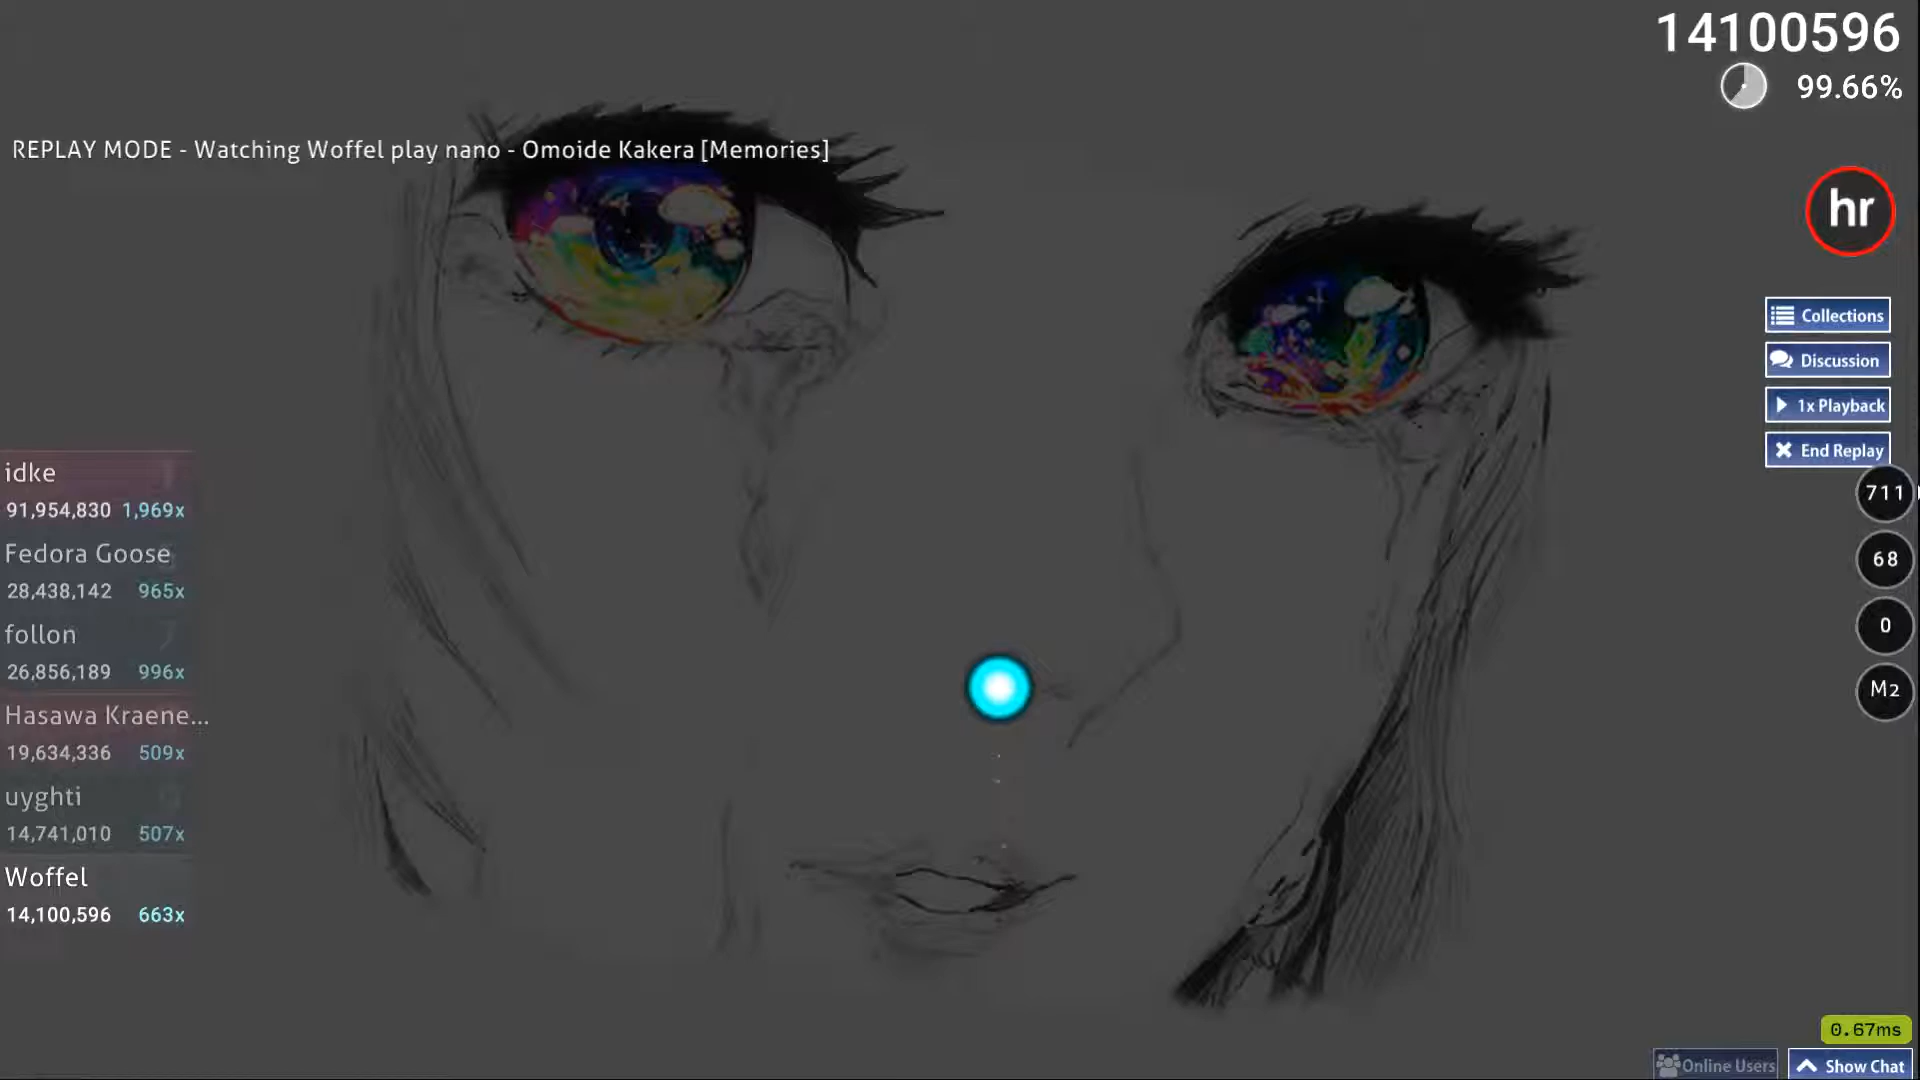 14100596
99.66%
REPLAY MODE - Watching Woffel play nano - Omoide Kakera [Memories]
hr
Collections
Discussion
1x Playback
End Replay
idke
91,954,830 1,969x
Fedora Goose
28,438,142 965x
follon
26,856,189 996x
Hasawa Kraene...
19,634,336 509x
uyghti
14,741,010 507x
Woffel
14,100,596 663x
711
68
0
M2
0.67ms
Online Users
Show Chat